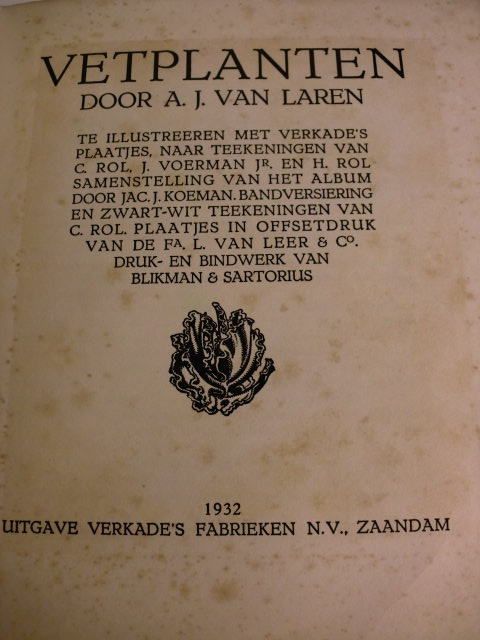 VETPLANTEN
DOOR A. J. VAN LAREN
TE ILLUSTREEREN MET VERKADE'S
PLAATJES, NAAR TEEKENINGEN VAN
C. ROL, J. VOERMAN JR. EN H. ROL
SAMENSTELLING VAN HET ALBUM
DOOR JAC. J. KOEMAN. BANDVERSIERING
EN ZWART-WIT TEEKENINGEN VAN
C. ROL. PLAATJES IN OFFSETDRUK
VAN DE FA. L. VAN LEER & CO.
DRUK- EN BINDWERK VAN
BLIKMAN & SARTORIUS
1932
UITGAVE VERKADE'S FABRIEKEN N.V., ZAANDAM